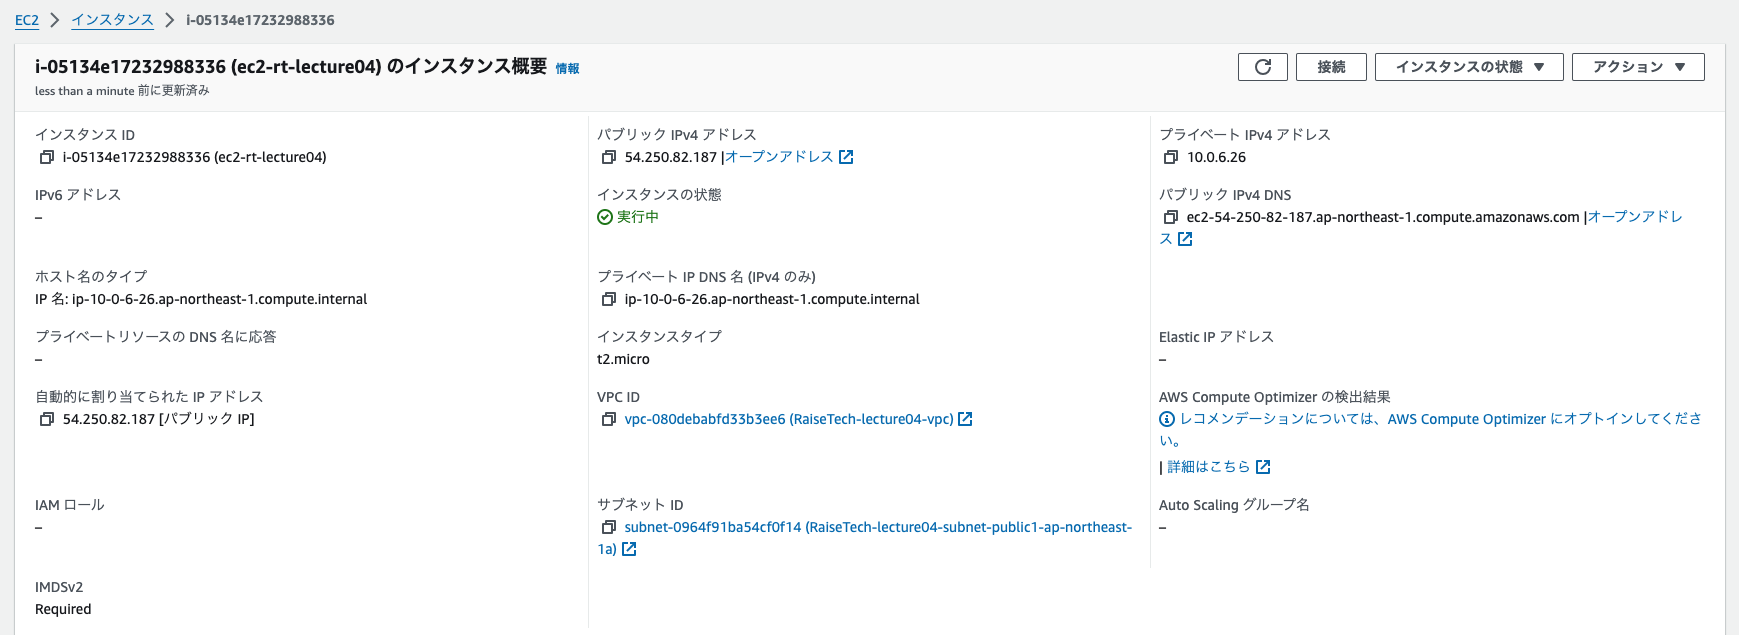 EC2 > インスタンス > i-05134e17232988336
i-05134e17232988336 (ec2-rt-lecture04) のインスタンス概要 情報
less than a minute 前に更新済み
接続
インスタンスの状態 ▼
アクション ▼
インスタンス ID
i-05134e17232988336 (ec2-rt-lecture04)
パブリック IPv4 アドレス
54.250.82.187 |オープンアドレス
プライベート IPv4 アドレス
10.0.6.26
IPv6 アドレス
–
インスタンスの状態
実行中
パブリック IPv4 DNS
ec2-54-250-82-187.ap-northeast-1.compute.amazonaws.com |オープンアドレ
ス
ホスト名のタイプ
IP 名: ip-10-0-6-26.ap-northeast-1.compute.internal
プライベート IP DNS 名 (IPv4 のみ)
ip-10-0-6-26.ap-northeast-1.compute.internal
プライベートリソースの DNS 名に応答
–
インスタンスタイプ
t2.micro
Elastic IP アドレス
–
自動的に割り当てられた IP アドレス
54.250.82.187 [パブリック IP]
VPC ID
vpc-080debabfd33b3ee6 (RaiseTech-lecture04-vpc)
AWS Compute Optimizer の検出結果
レコメンデーションについては、AWS Compute Optimizer にオプトインしてくださ
い。
| 詳細はこちら
IAM ロール
–
サブネット ID
subnet-0964f91ba54cf0f14 (RaiseTech-lecture04-subnet-public1-ap-northeast-
1a)
Auto Scaling グループ名
–
IMDSv2
Required